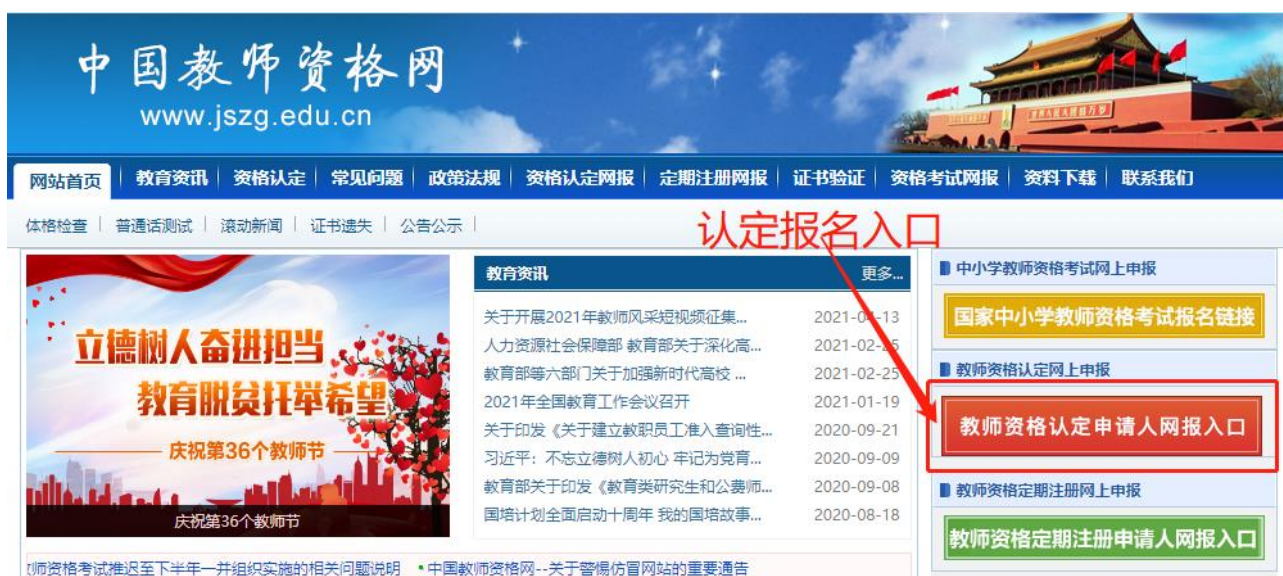 中国教师资格网
www.jszg.edu.cn
网站首页 教育资讯 资格认定 常见问题 政策法规 资格认定网报 定期注册网报 证书验证 资格考试网报 资料下载 联系我们
体格检查 普通话测试 滚动新闻 证书遗失 公告公示
认定报名入口
立德树人奋进担当
教育脱贫托举希望
庆祝第36个教师节
庆祝第36个教师节
教育资讯 更多...
关于开展2021年教师风采短视频征集... 2021-04-13
人力资源社会保障部 教育部关于深化高... 2021-02-25
教育部等六部门关于加强新时代高校 ... 2021-02-25
2021年全国教育工作会议召开 2021-01-19
关于印发《关于建立教职员工准入查询性... 2020-09-21
习近平：不忘立德树人初心 牢记为党育... 2020-09-09
教育部关于印发《教育类研究生和公费师... 2020-09-08
国培计划全面启动十周年 我的国培故事... 2020-08-18
中小学教师资格考试网上申报
国家中小学教师资格考试报名链接
教师资格认定网上申报
教师资格认定申请人网报入口
教师资格定期注册网上申报
教师资格定期注册申请人网报入口
师资格考试推迟至下半年一并组织实施的相关问题说明 •中国教师资格网--关于警惕仿冒网站的重要通告